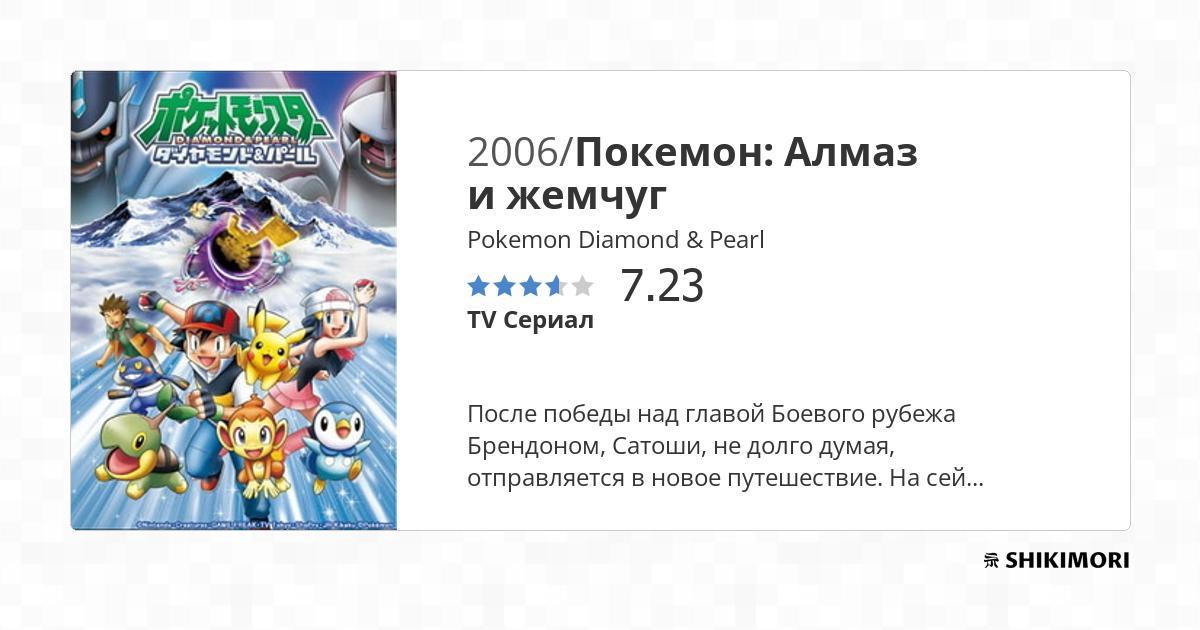 ポケットモンスター
DIAMOND&PEARL
ダイヤモンド&パール
2006/Покемон: Алмаз
и жемчуг
Pokemon Diamond & Pearl
7.23
TV Сериал
После победы над главой Боевого рубежа
Брендоном, Сатоши, не долго думая,
отправляется в новое путешествие. На сей...
©Nintendo·Creatures·GAME FREAK·TV Tokyo·ShoPro·JR Kikaku ©Pokémon
SHIKIMORI